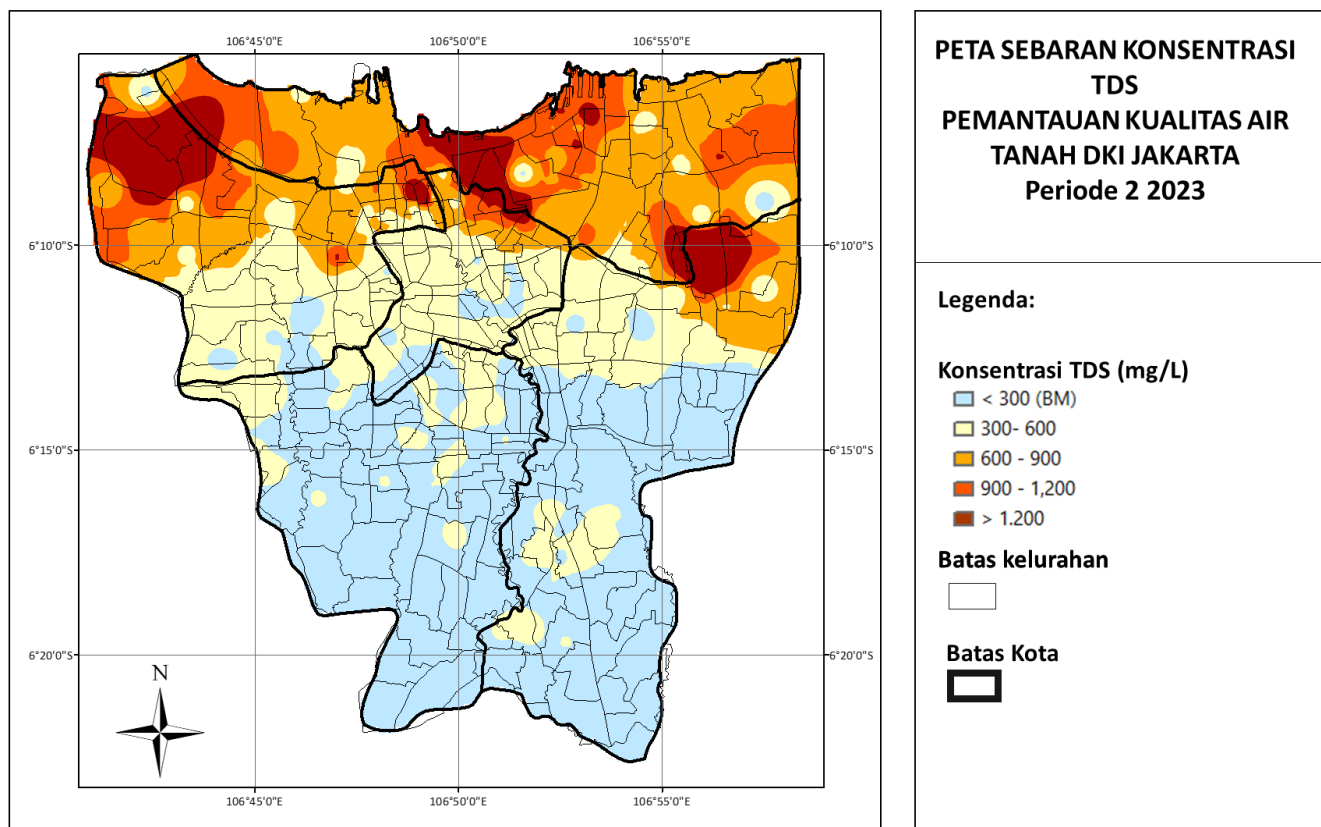 106°45'0"E 106°50'0"E 106°55'0"E
6°10'0"S 6°10'0"S
6°15'0"S 6°15'0"S
6°20'0"S 6°20'0"S
N
106°45'0"E 106°50'0"E 106°55'0"E
PETA SEBARAN KONSENTRASI
TDS
PEMANTAUAN KUALITAS AIR
TANAH DKI JAKARTA
Periode 2 2023
Legenda:
Konsentrasi TDS (mg/L)
< 300 (BM)
300- 600
600 - 900
900 - 1,200
> 1.200
Batas kelurahan
Batas Kota